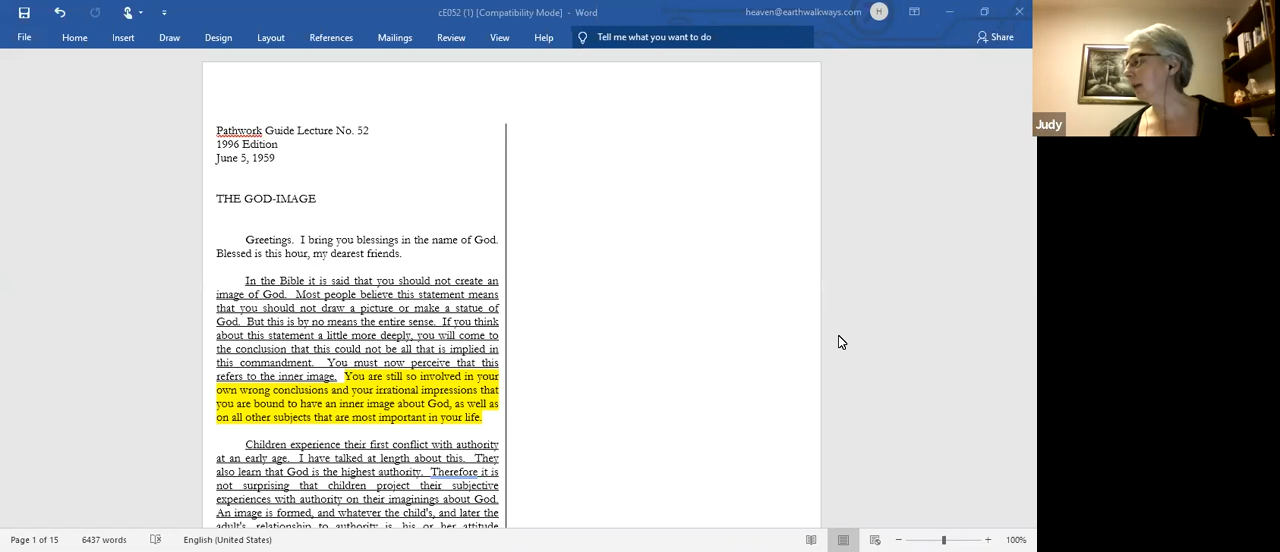 cE052 (1) [Compatibility Mode] - Word
heaven@earthwalkways.com
H
File Home Insert Draw Design Layout References Mailings Review View Help Tell me what you want to do Share
Judy
Pathwork Guide Lecture No. 52
1996 Edition
June 5, 1959
THE GOD-IMAGE
Greetings. I bring you blessings in the name of God.
Blessed is this hour, my dearest friends.
In the Bible it is said that you should not create an
image of God. Most people believe this statement means
that you should not draw a picture or make a statue of
God. But this is by no means the entire sense. If you think
about this statement a little more deeply, you will come to
the conclusion that this could not be all that is implied in
this commandment. You must now perceive that this
refers to the inner image. You are still so involved in your
own wrong conclusions and your irrational impressions that
you are bound to have an inner image about God, as well as
on all other subjects that are most important in your life.
Children experience their first conflict with authority
at an early age. I have talked at length about this. They
also learn that God is the highest authority. Therefore it is
not surprising that children project their subjective
experiences with authority on their imaginings about God.
An image is formed, and whatever the child's, and later the
adult's, relationship to authority is, his or her attitude
Page 1 of 15 6437 words English (United States) 100%